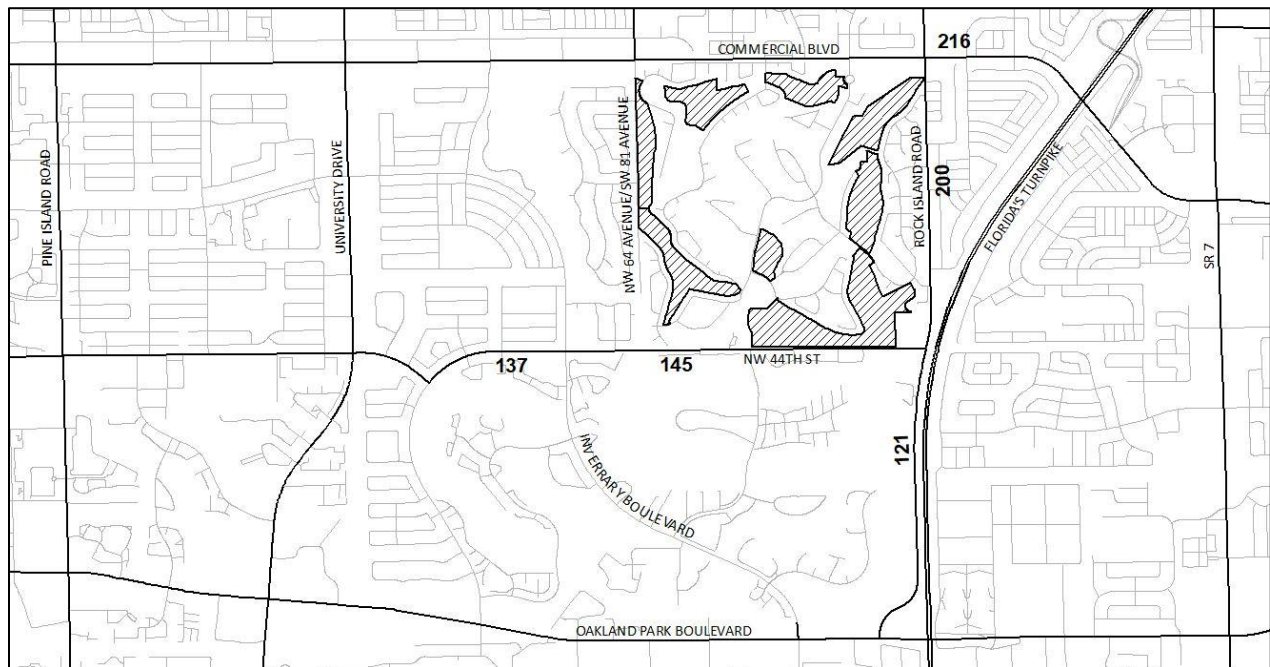 COMMERCIAL BLVD
216
PINE ISLAND ROAD
UNIVERSITY DRIVE
NW 64 AVENUE/ SW 81 AVENUE
ROCK ISLAND ROAD
200
FLORIDA'S TURNPIKE
SR 7
137
145
NW 44TH ST
121
INVERRARY BOULEVARD
OAKLAND PARK BOULEVARD